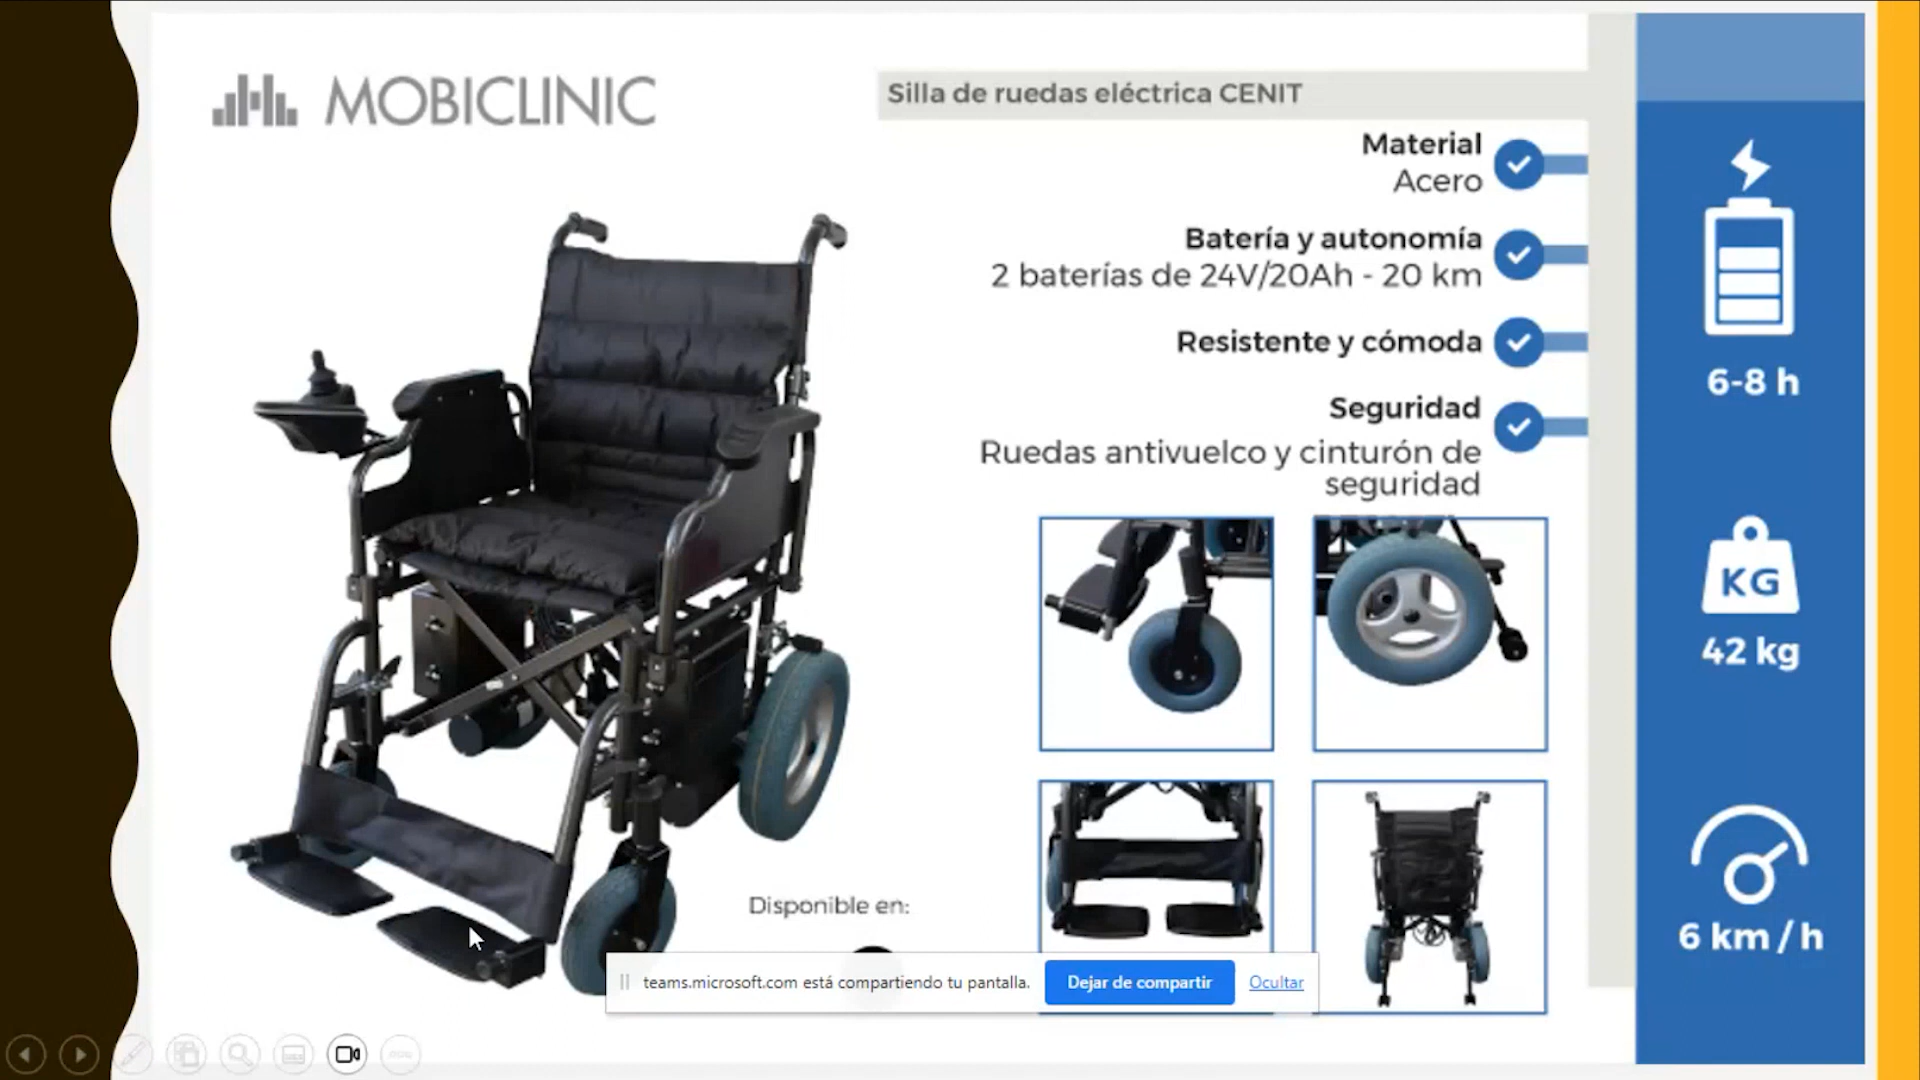 MOBICLINIC
Silla de ruedas eléctrica CENIT
Material
Acero
Batería y autonomía
2 baterías de 24V/20Ah - 20 km
Resistente y cómoda
Seguridad
Ruedas antivuelco y cinturón de
seguridad
6-8 h
KG
42 kg
6 km / h
Disponible en:
teams.microsoft.com está compartiendo tu pantalla.
Dejar de compartir
Ocultar